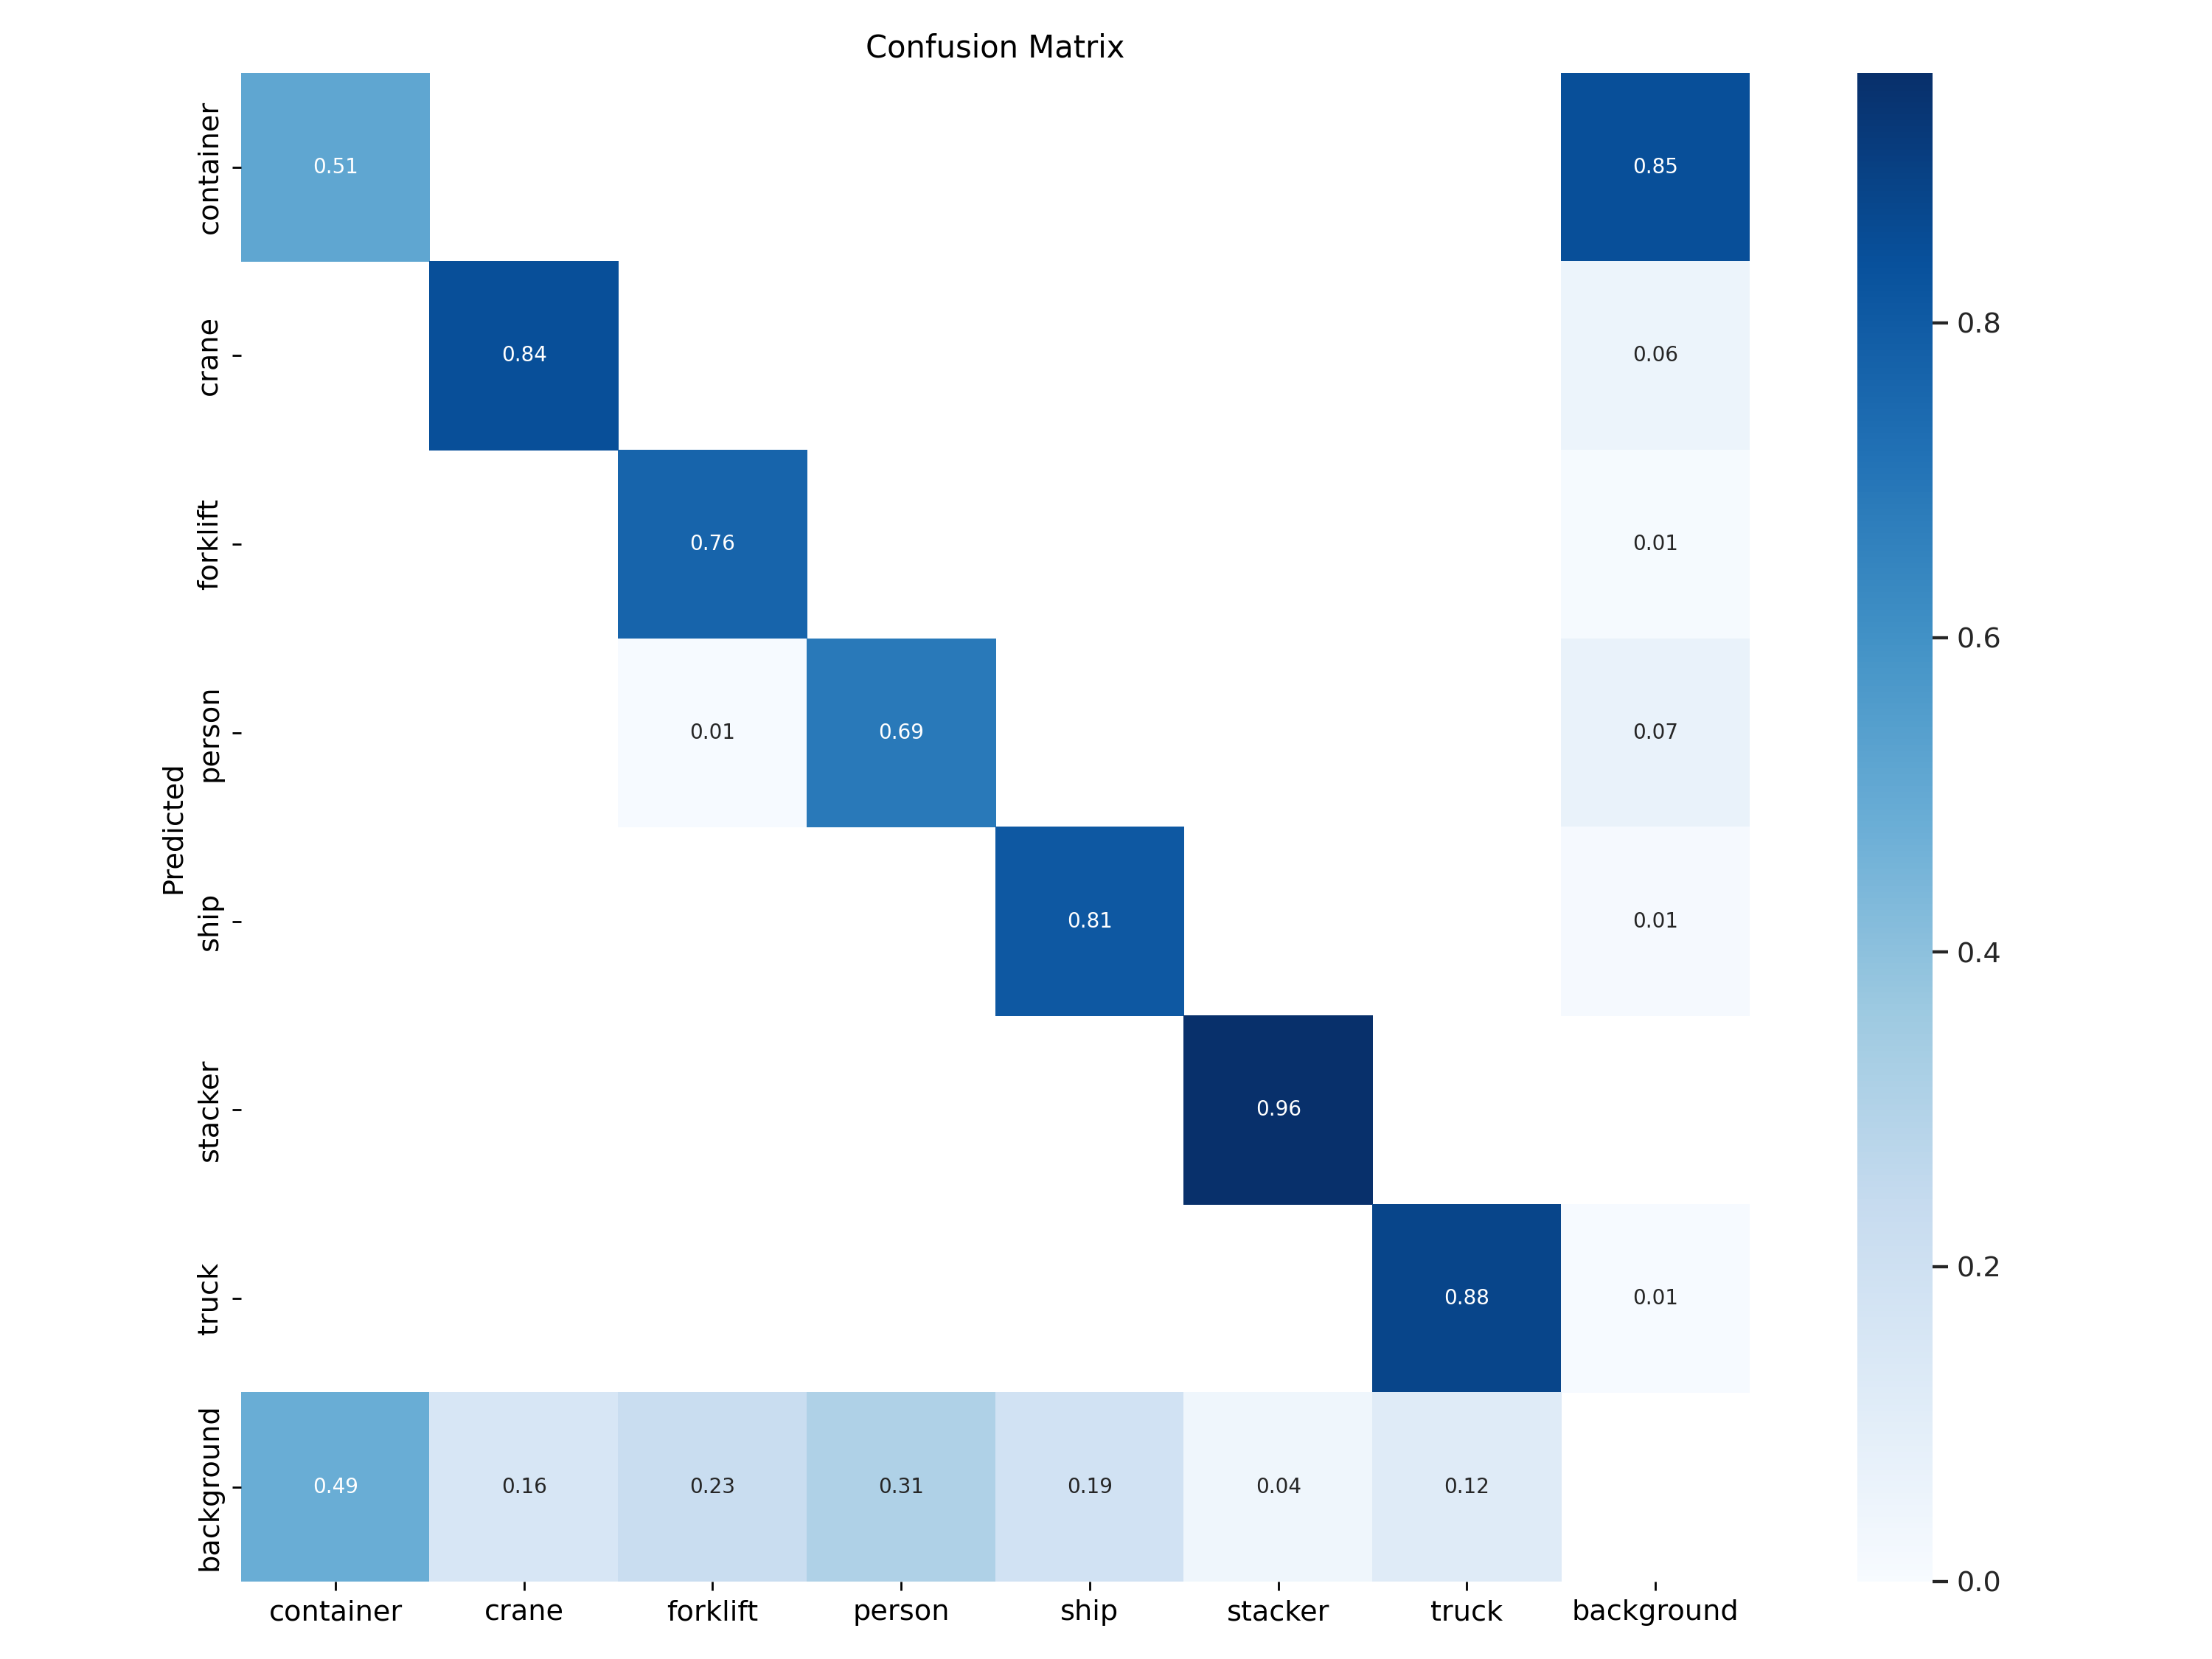 Confusion Matrix
container
0.51
0.85
crane
0.84
0.06
0.8
forklift
0.76
0.01
0.6
person
0.01
0.69
0.07
Predicted
ship
0.81
0.01
0.4
stacker
0.96
truck
0.88
0.01
0.2
background
0.49 0.16 0.23 0.31 0.19 0.04 0.12
0.0
container crane forklift person ship stacker truck background